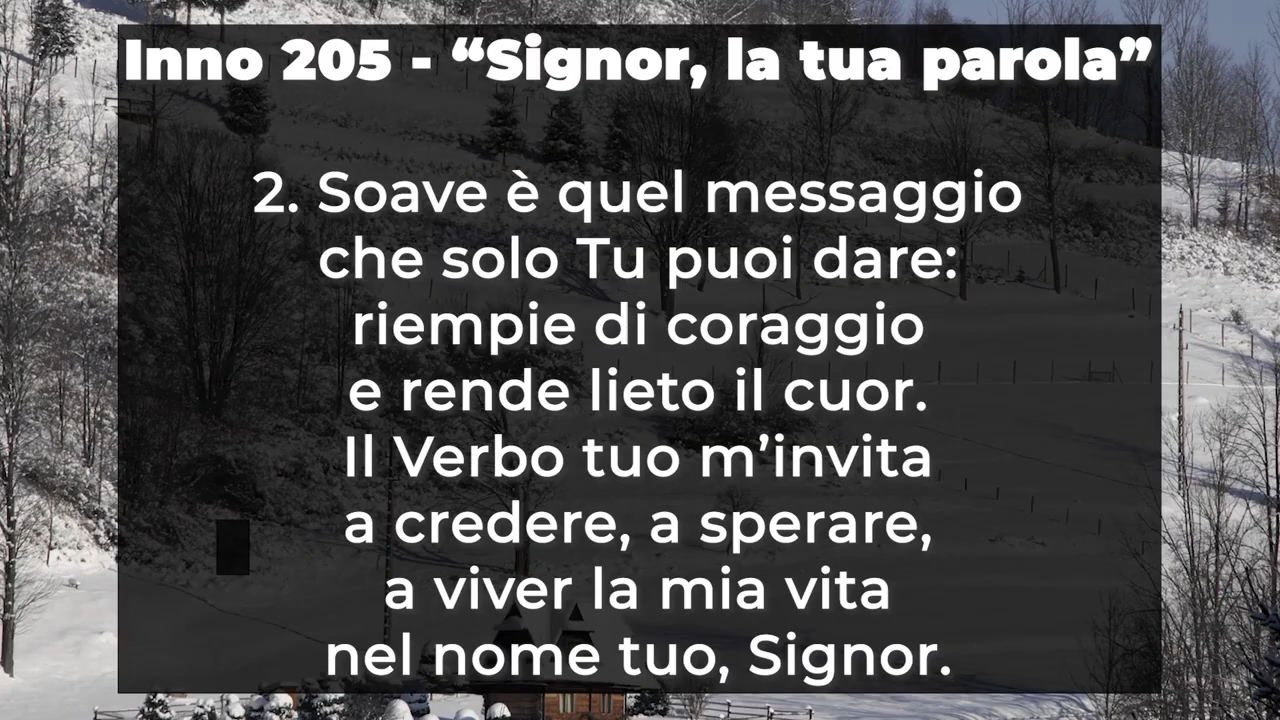 Inno 205 - “Signor, la tua parola”
2. Soave è quel messaggio
che solo Tu puoi dare:
riempie di coraggio
e rende lieto il cuor.
Il Verbo tuo m’invita
a credere, a sperare,
a viver la mia vita
nel nome tuo, Signor.